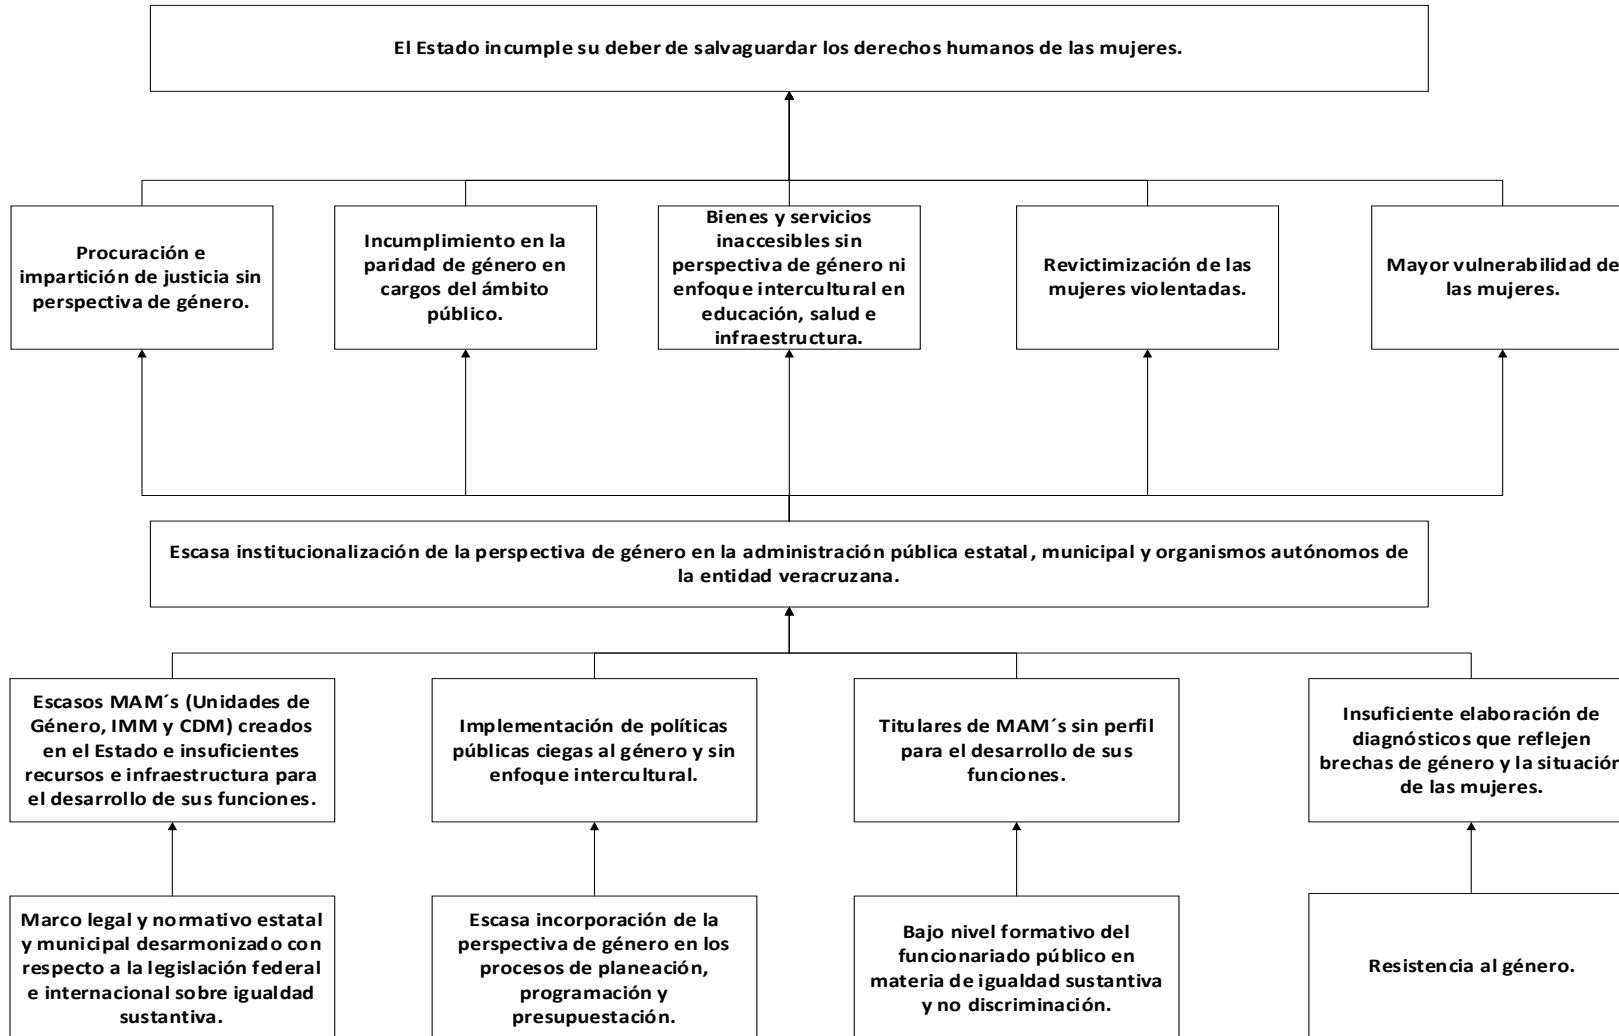 El Estado incumple su deber de salvaguardar los derechos humanos de las mujeres.
Procuración e
impartición de justicia sin
perspectiva de género.
Incumplimiento en la
paridad de género en
cargos del ámbito
público.
Bienes y servicios
inaccesibles sin
perspectiva de género ni
enfoque intercultural en
educación, salud e
infraestructura.
Revictimización de las
mujeres violentadas.
Mayor vulnerabilidad de
las mujeres.
Escasa institucionalización de la perspectiva de género en la administración pública estatal, municipal y organismos autónomos de
la entidad veracruzana.
Escasos MAM´s (Unidades de
Género, IMM y CDM) creados
en el Estado e insuficientes
recursos e infraestructura para
el desarrollo de sus funciones.
Implementación de políticas
públicas ciegas al género y sin
enfoque intercultural.
Titulares de MAM´s sin perfil
para el desarrollo de sus
funciones.
Insuficiente elaboración de
diagnósticos que reflejen
brechas de género y la situación
de las mujeres.
Marco legal y normativo estatal
y municipal desarmonizado con
respecto a la legislación federal
e internacional sobre igualdad
sustantiva.
Escasa incorporación de la
perspectiva de género en los
procesos de planeación,
programación y
presupuestación.
Bajo nivel formativo del
funcionariado público en
materia de igualdad sustantiva
y no discriminación.
Resistencia al género.